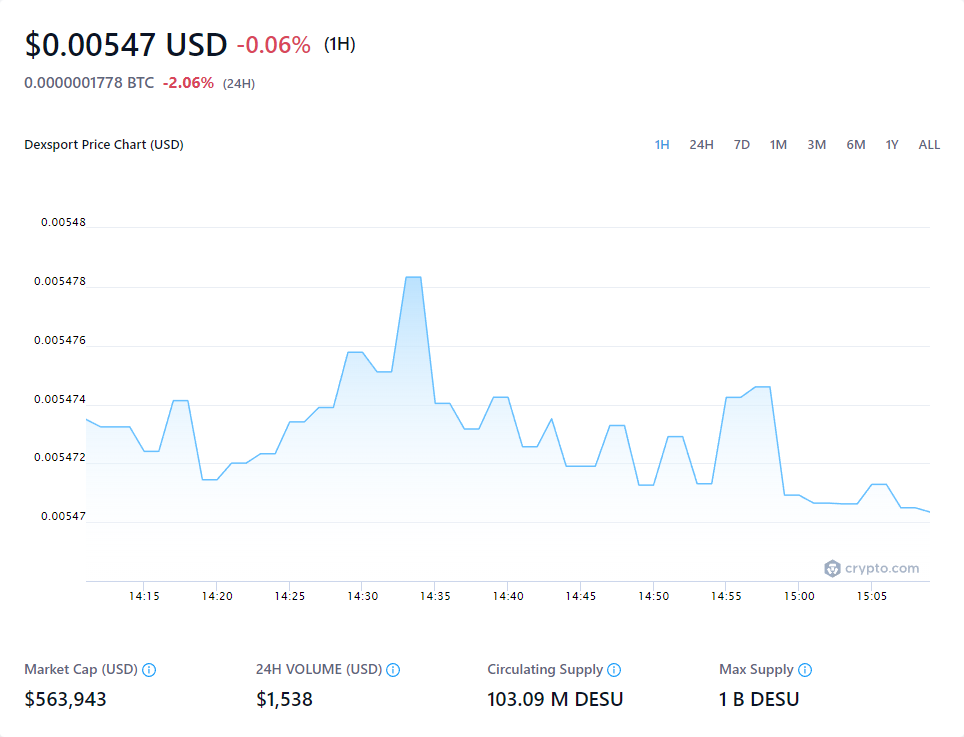 $0.00547 USD -0.06% (1H)
0.0000001778 BTC -2.06% (24H)
Dexsport Price Chart (USD) 1H 24H 7D 1M 3M 6M 1Y ALL
0.00548
0.005478
0.005476
0.005474
0.005472
0.00547
crypto.com
14:15 14:20 14:25 14:30 14:35 14:40 14:45 14:50 14:55 15:00 15:05
Market Cap (USD) 24H VOLUME (USD) Circulating Supply Max Supply
$563,943 $1,538 103.09 M DESU 1 B DESU